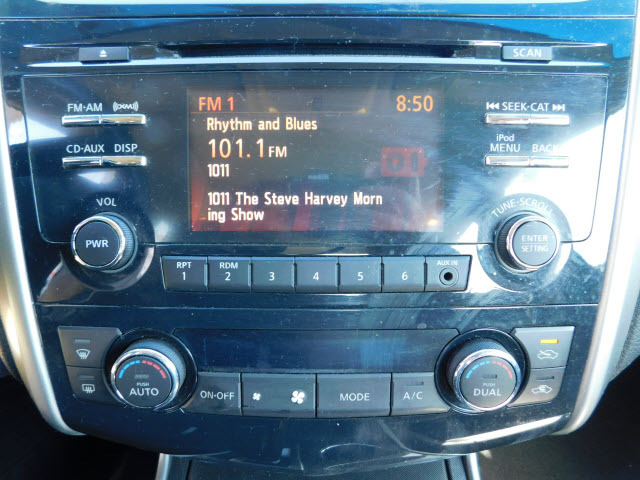 SCAN
FM-AM
SEEK-CAT
CD-AUX DISP
iPod
MENU BACK
FM 1 8:50
Rhythm and Blues
101.1 FM
1011
1011 The Steve Harvey Morn
ing Show
VOL
PWR
TUNE·SCROLL
ENTER
SETTING
RPT
1
RDM
2
3
4
5
6
AUX IN
PUSH
AUTO
ON-OFF
MODE
A/C
PUSH
DUAL